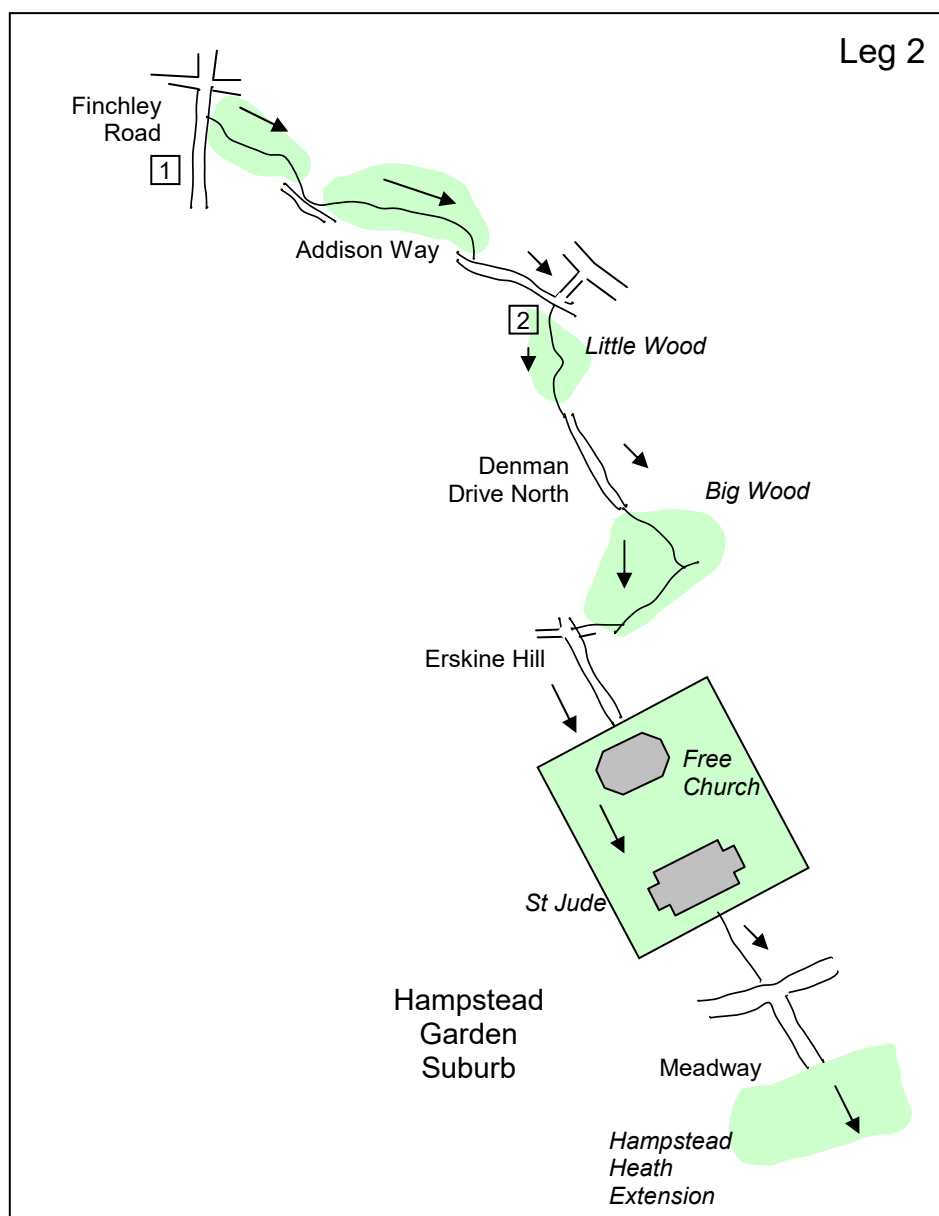 Leg 2
Finchley
Road
1
Addison Way
2
Little Wood
Denman
Drive North
Big Wood
Erskine Hill
Free
Church
St Jude
Hampstead
Garden
Suburb
Meadway
Hampstead
Heath
Extension